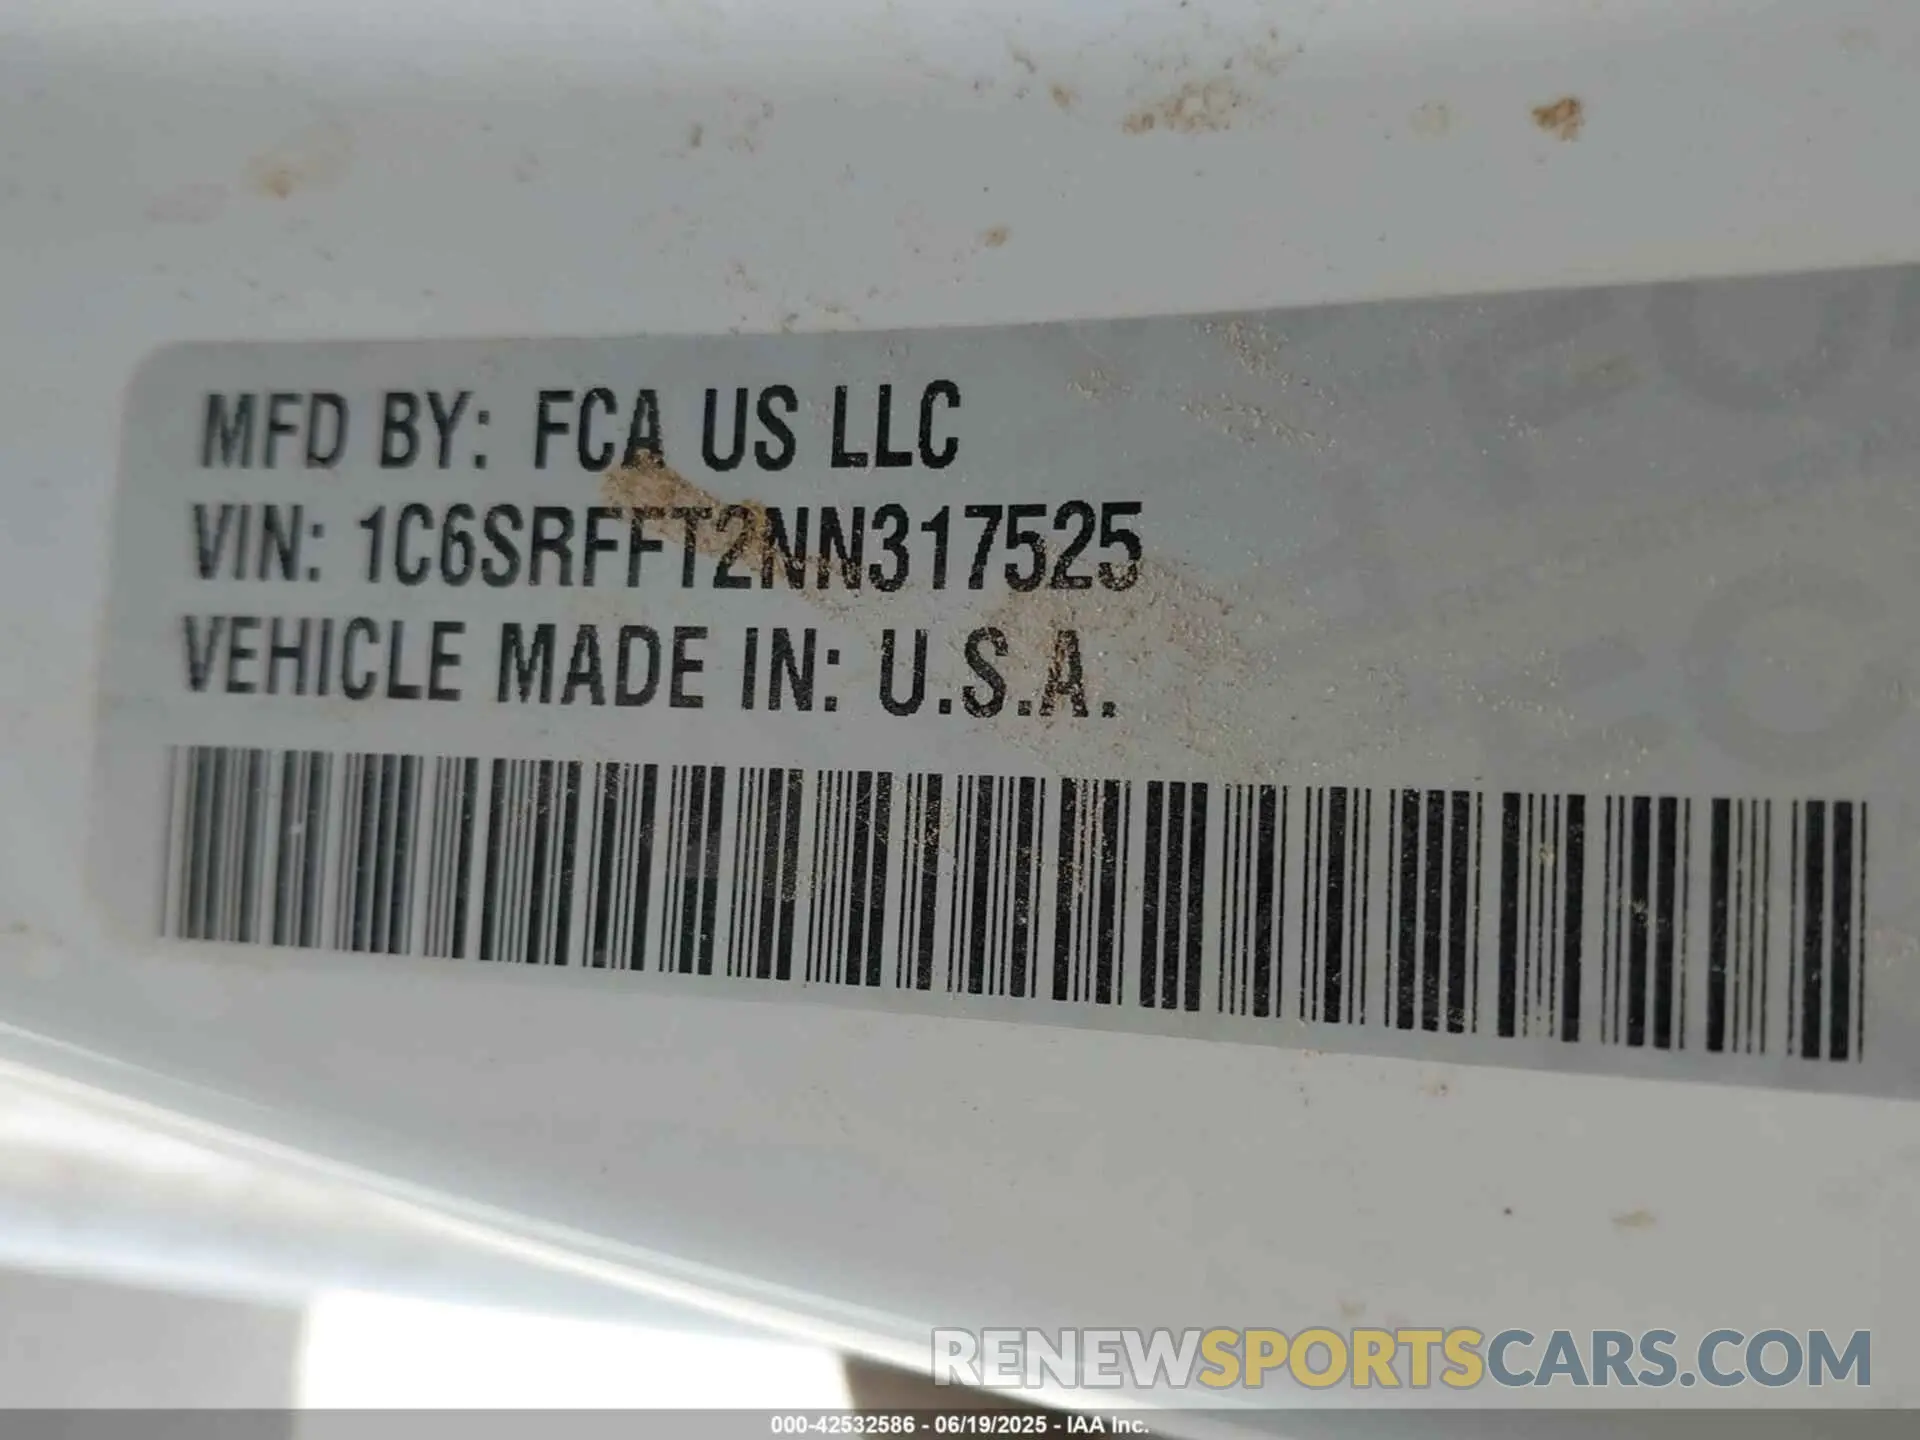 MFD BY: FCA US LLC
VIN: 1C6SRFFT2NN317525
VEHICLE MADE IN: U.S.A.
RENEWSPORTSCARS.COM
000-42532586 - 06/19/2025 - IAA Inc.